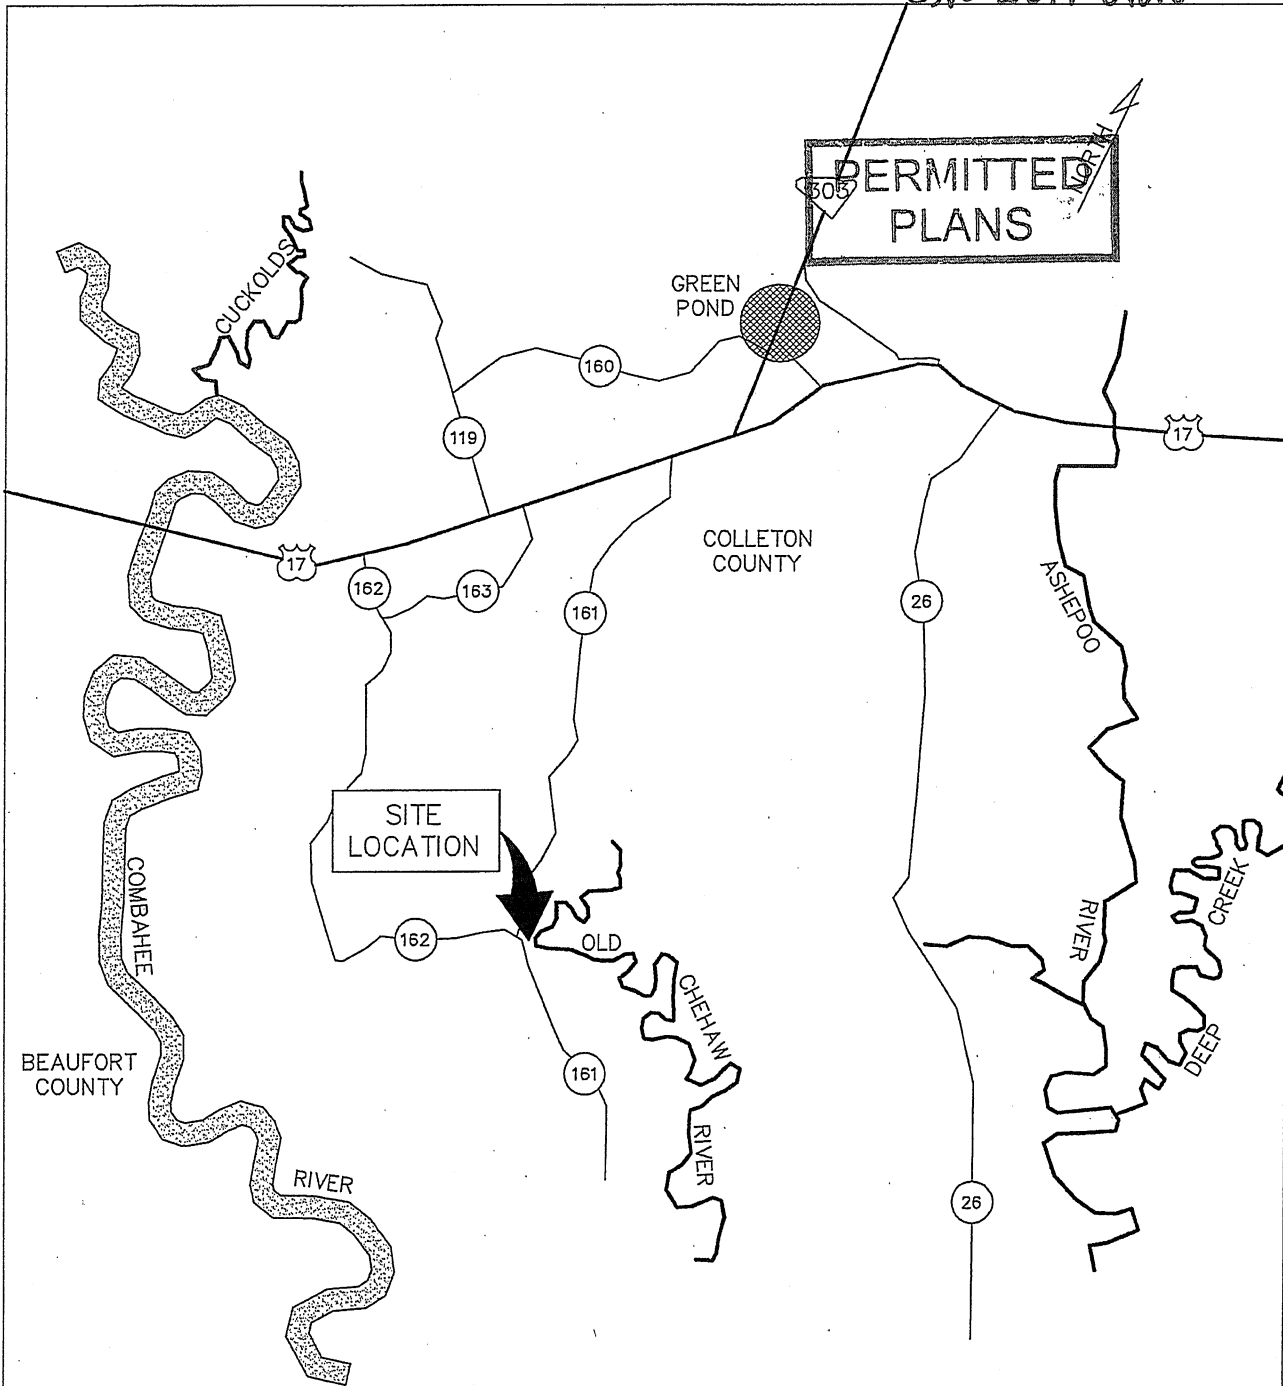 NORTH
PERMITTED
PLANS
303
GREEN
POND
CUCKOLDS
160
119
17
17
COLLETON
COUNTY
162
163
161
26
ASHEPOO
SITE
LOCATION
COMBAHEE
CREEK
RIVER
162
OLD
CHEHAW
DEEP
BEAUFORT
COUNTY
161
RIVER
RIVER
26